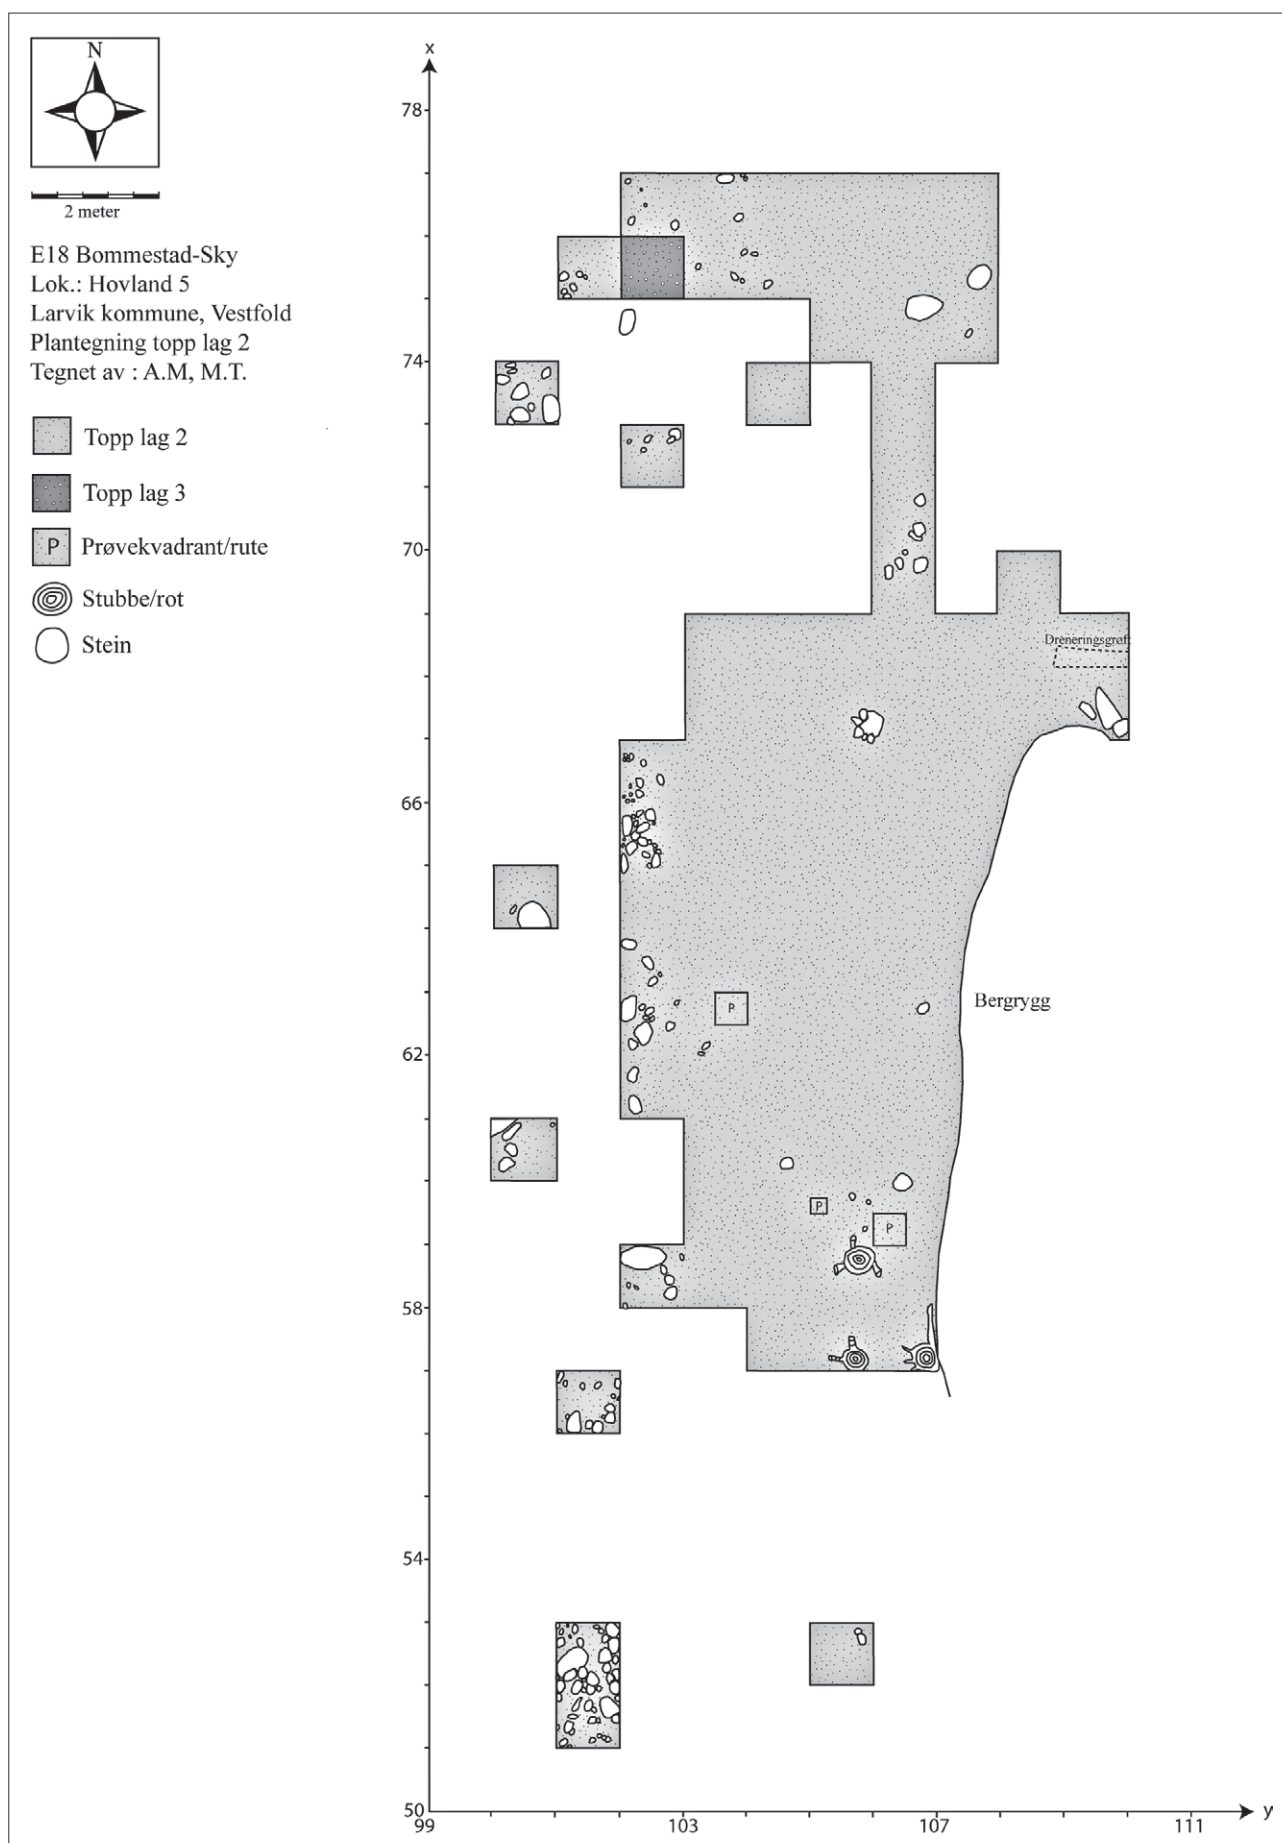 N
2 meter
E18 Bommestad-Sky
Lok.: Hovland 5
Larvik kommune, Vestfold
Plantegning topp lag 2
Tegnet av : A.M, M.T.
Topp lag 2
Topp lag 3
P Prøvekvadrant/rute
Stubbe/rot
Stein
x
78
74
70
Dreneringsgrøft
66
P
Bergrygg
62
P
P
58
54
50
99
103
107
111
y